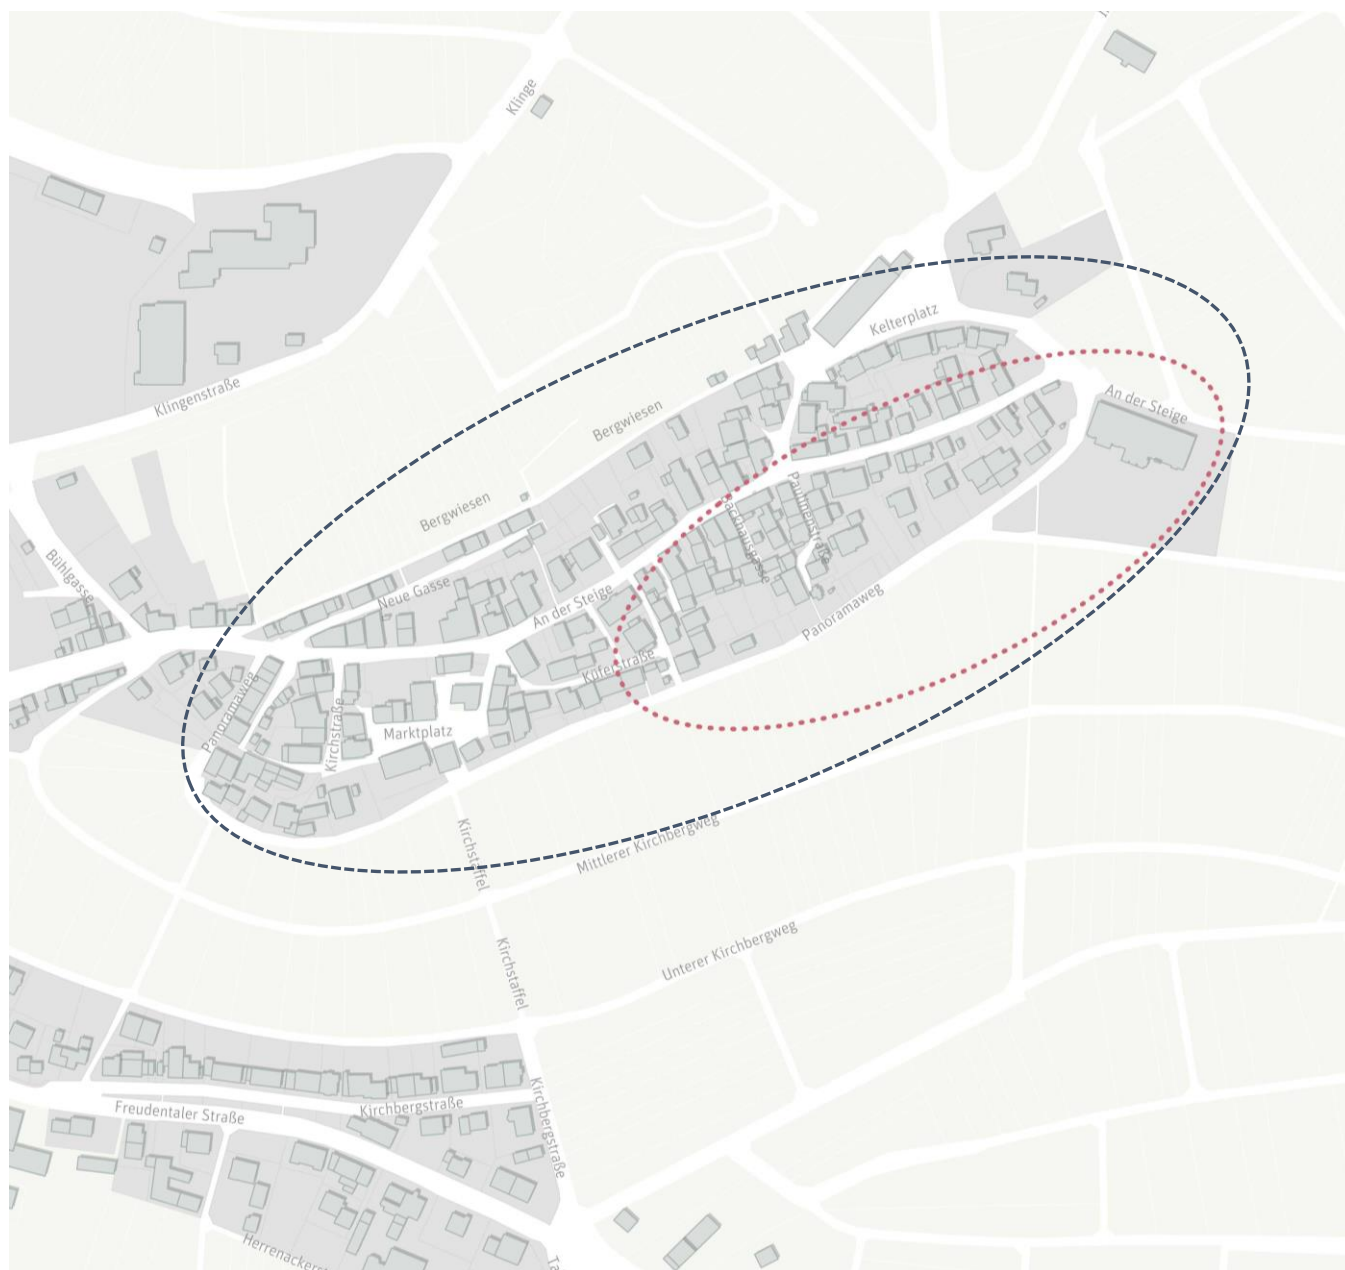 Klinge
Kelterplatz
Klingenstraße
An der Steige
Bergwiesen
Bergwiesen
Backhausgasse
Bühlgasse
Neue Gasse
An der Steige
Panoramaweg
Küferstraße
Panoramaweg
Kirchstraße
Marktplatz
Kirchstaffel
Mittlerer Kirchbergweg
Kirchstaffel
Unterer Kirchbergweg
Kirchbergstraße
Freudentaler Straße
Kirchbergstraße